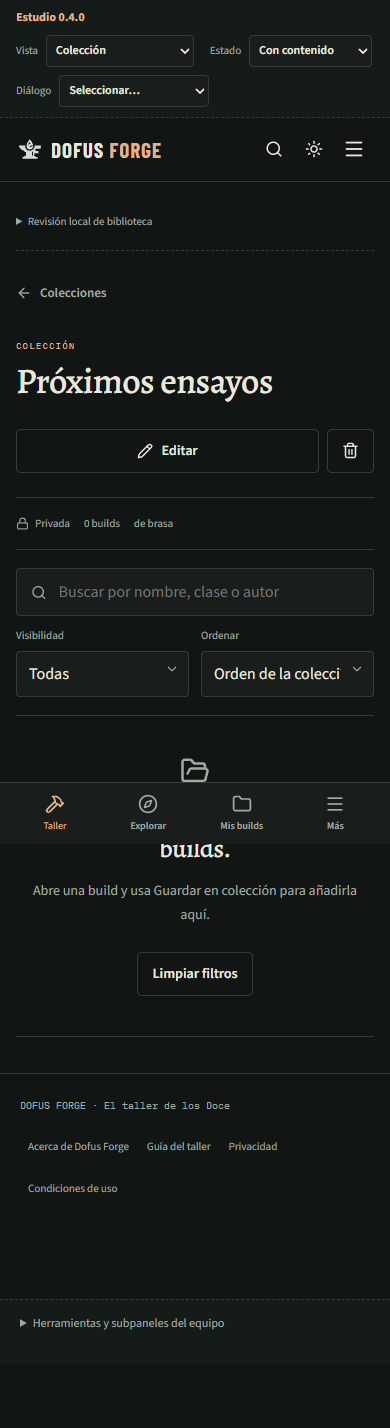 Estudio 0.4.0
Vista Colección Estado Con contenido
Diálogo Seleccionar...
DOFUS FORGE
Revisión local de biblioteca
Colecciones
COLECCIÓN
Próximos ensayos
Editar
Privada 0 builds de brasa
Buscar por nombre, clase o autor
Visibilidad Ordenar
Todas Orden de la colecci
Taller Explorar Mis builds Más
builds.
Abre una build y usa Guardar en colección para añadirla
aquí.
Limpiar filtros
DOFUS FORGE · El taller de los Doce
Acerca de Dofus Forge Guía del taller Privacidad
Condiciones de uso
Herramientas y subpaneles del equipo